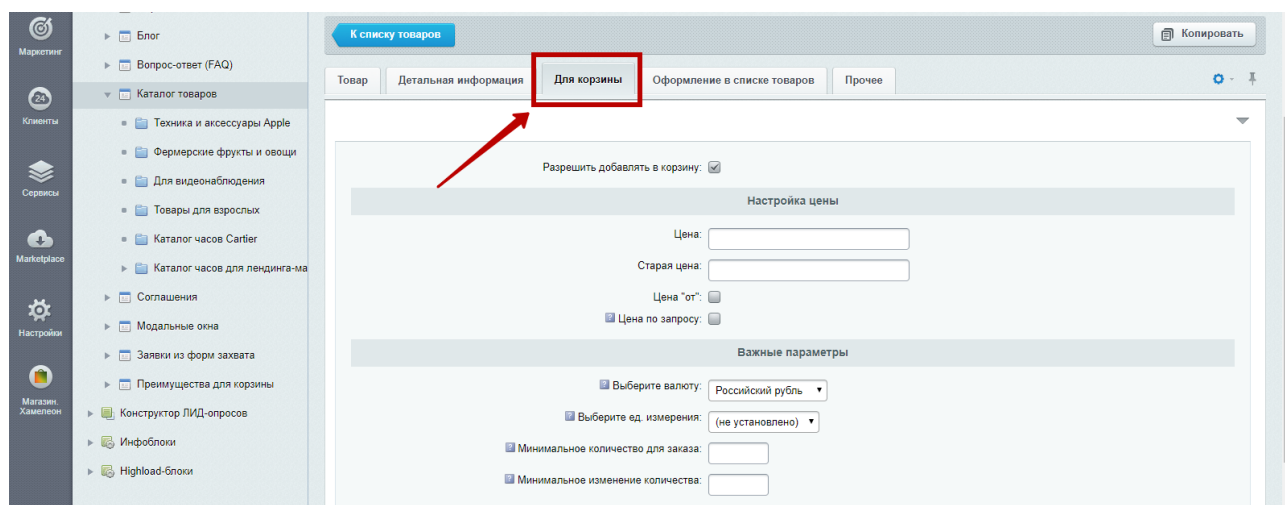 Маркетинг
24
Клиенты
Сервисы
Marketplace
Настройки
Магазин.
Хамелеон
Блог
Вопрос-ответ (FAQ)
Каталог товаров
Техника и аксессуары Apple
Фермерские фрукты и овощи
Для видеонаблюдения
Товары для взрослых
Каталог часов Cartier
Каталог часов для лендинга-ма
Соглашения
Модальные окна
Заявки из форм захвата
Преимущества для корзины
Конструктор ЛИД-опросов
Инфоблоки
Highload-блоки
К списку товаров
Копировать
Товар Детальная информация Для корзины Оформление в списке товаров Прочее
Разрешить добавлять в корзину:
Настройка цены
Цена:
Старая цена:
Цена "от":
? Цена по запросу:
Важные параметры
? Выберите валюту: Российский рубль
? Выберите ед. измерения: (не установлено)
? Минимальное количество для заказа:
? Минимальное изменение количества: